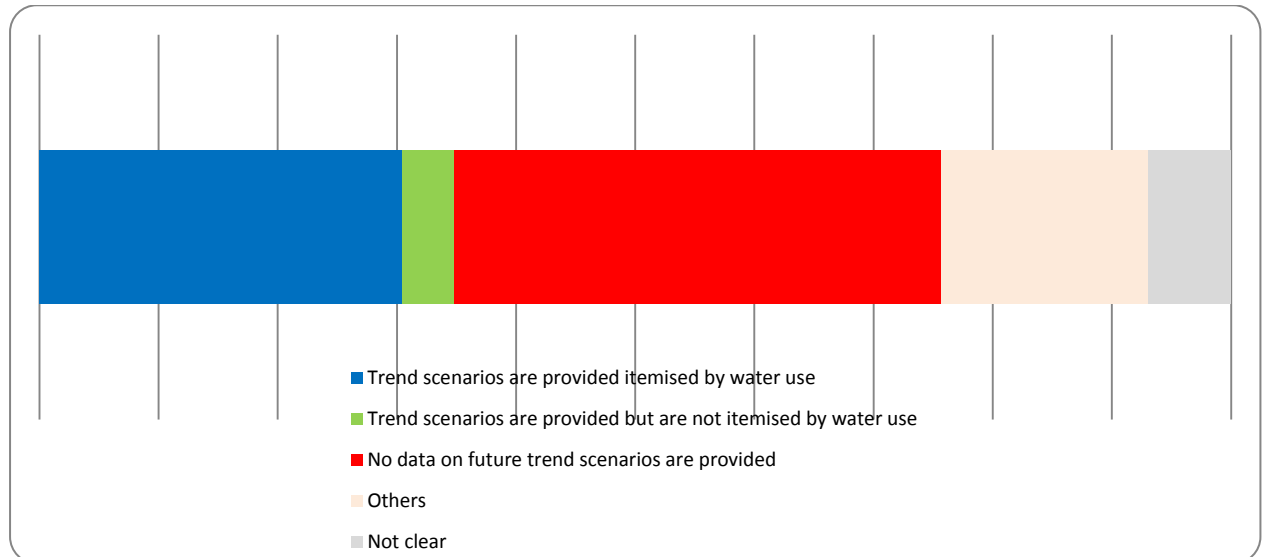 Trend scenarios are provided itemised by water use
Trend scenarios are provided but are not itemised by water use
No data on future trend scenarios are provided
Others
Not clear